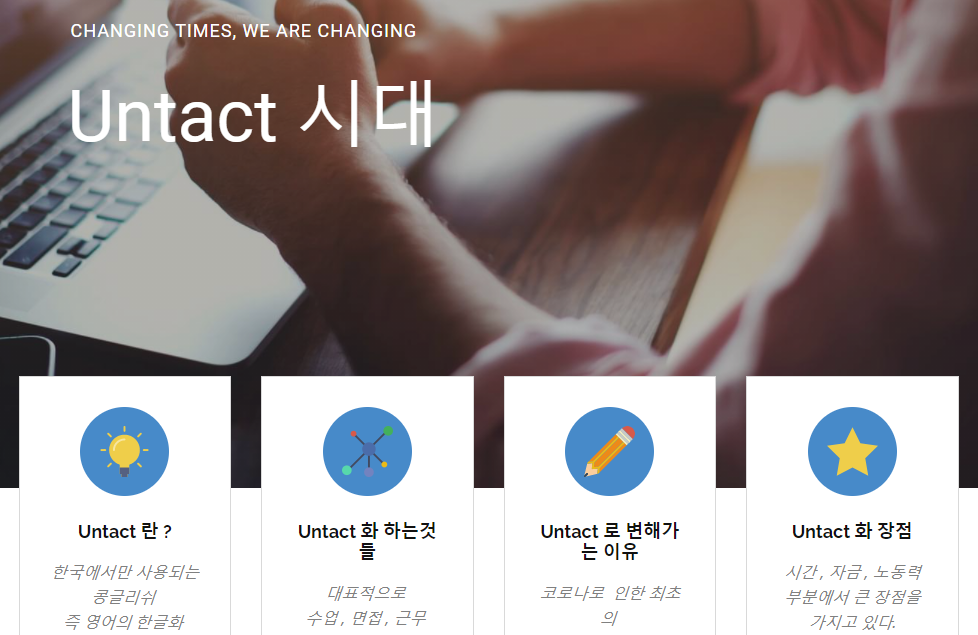 CHANGING TIMES, WE ARE CHANGING
Untact 시대
Untact 란 ?
한국에서만 사용되는
콩글리쉬
즉 영어의 한글화
Untact 화 하는것
들
대표적으로
수업 , 면접 , 근무
Untact 로 변해가
는 이유
코로나로 인한 최초
의
Untact 화 장점
시간 , 자금 , 노동력
부분에서 큰 장점을
가지고 있다.